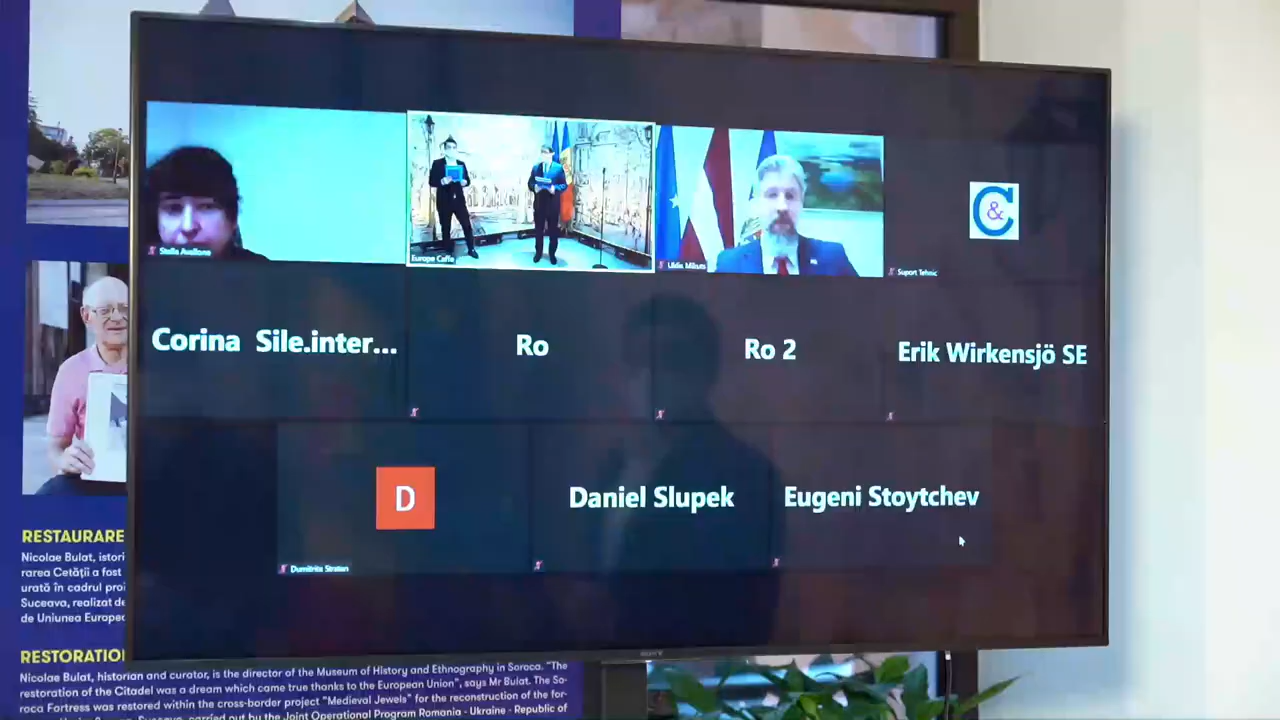 Stella Avallone
Europe Caffe
Uldis Mikuts
Suport Tehnic
C&
Corina Sile.inter...
Ro
Ro 2
Erik Wirkensjö SE
D
Dumitrita Stratan
Daniel Slupek
Eugeni Stoytchev
SONY
RESTAURARE
Nicolae Bulat, istori
rarea Cetății a fost
urată în cadrul proi
Suceava, realizat de
de Uniunea Europea
RESTORATION
Nicolae Bulat, historian and curator, is the director of the Museum of History and Ethnography in Soroca. "The
restoration of the Citadel was a dream which came true thanks to the European Union", says Mr Bulat. The So-
roca Fortress was restored within the cross-border project "Medieval Jewels" for the reconstruction of the for-
Suceava, carried out by the Joint Operational Program Romania - Ukraine - Republic of